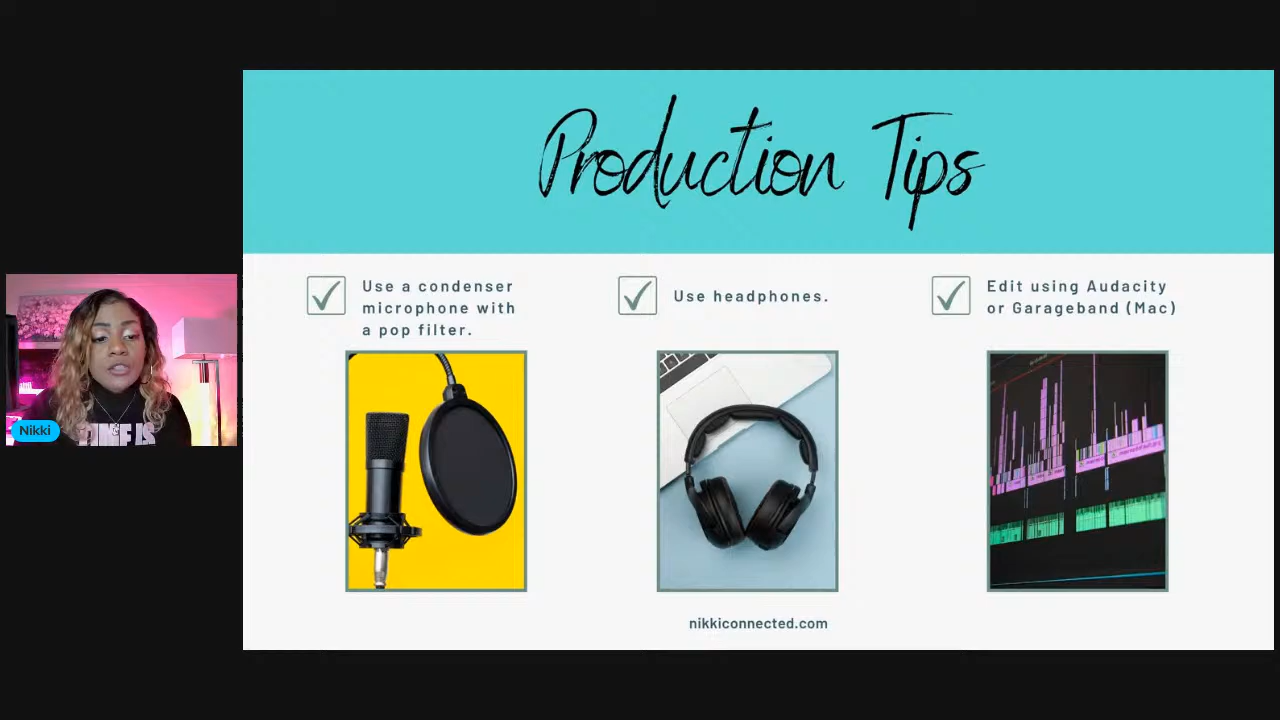 Production Tips
Use a condenser
microphone with
a pop filter.
Use headphones.
Edit using Audacity
or Garageband (Mac)
nikkiconnected.com
Nikki